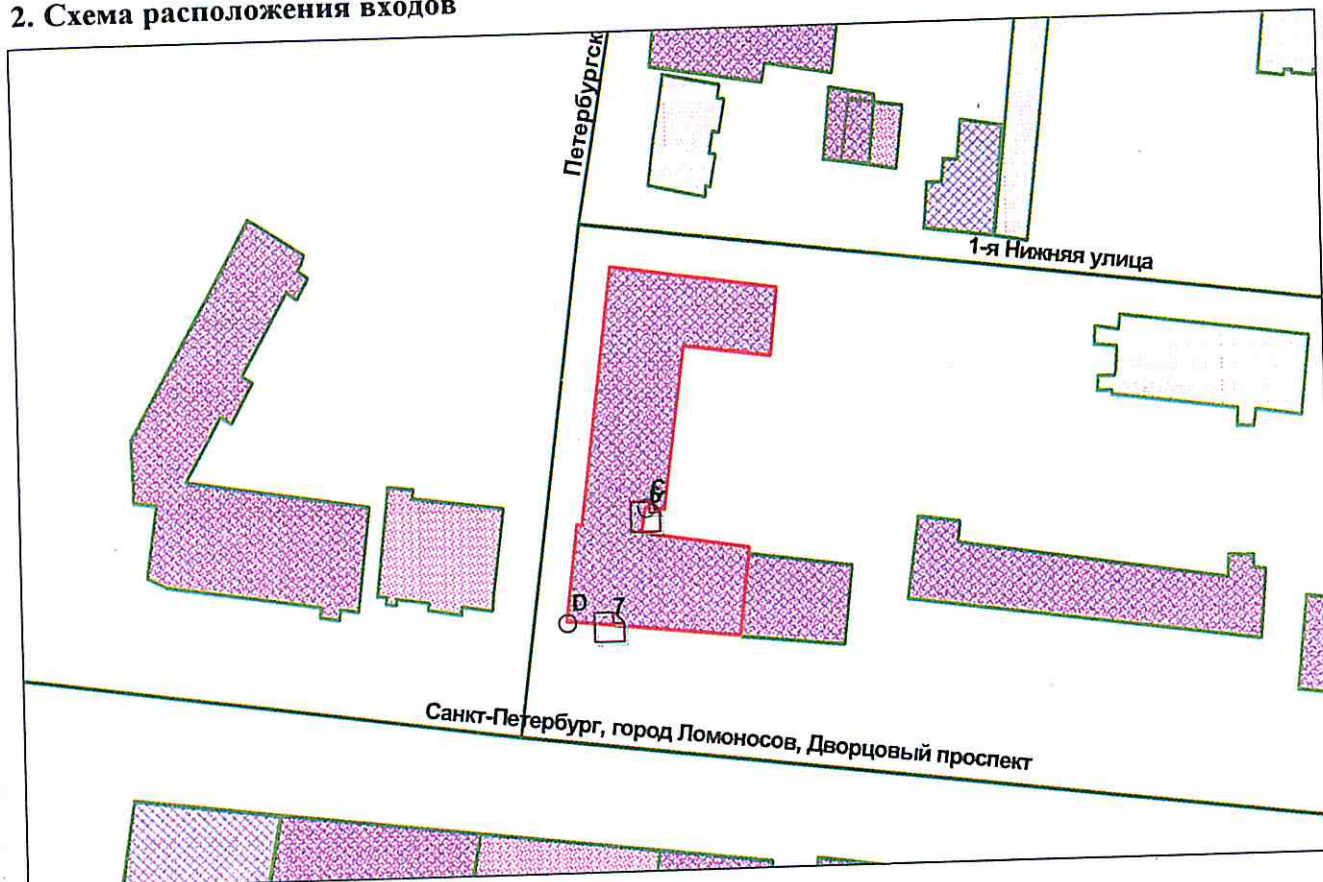 2. Схема расположения входов
Петербургск
1-я Нижняя улица
D
7
Санкт-Петербург, город Ломоносов, Дворцовый проспект